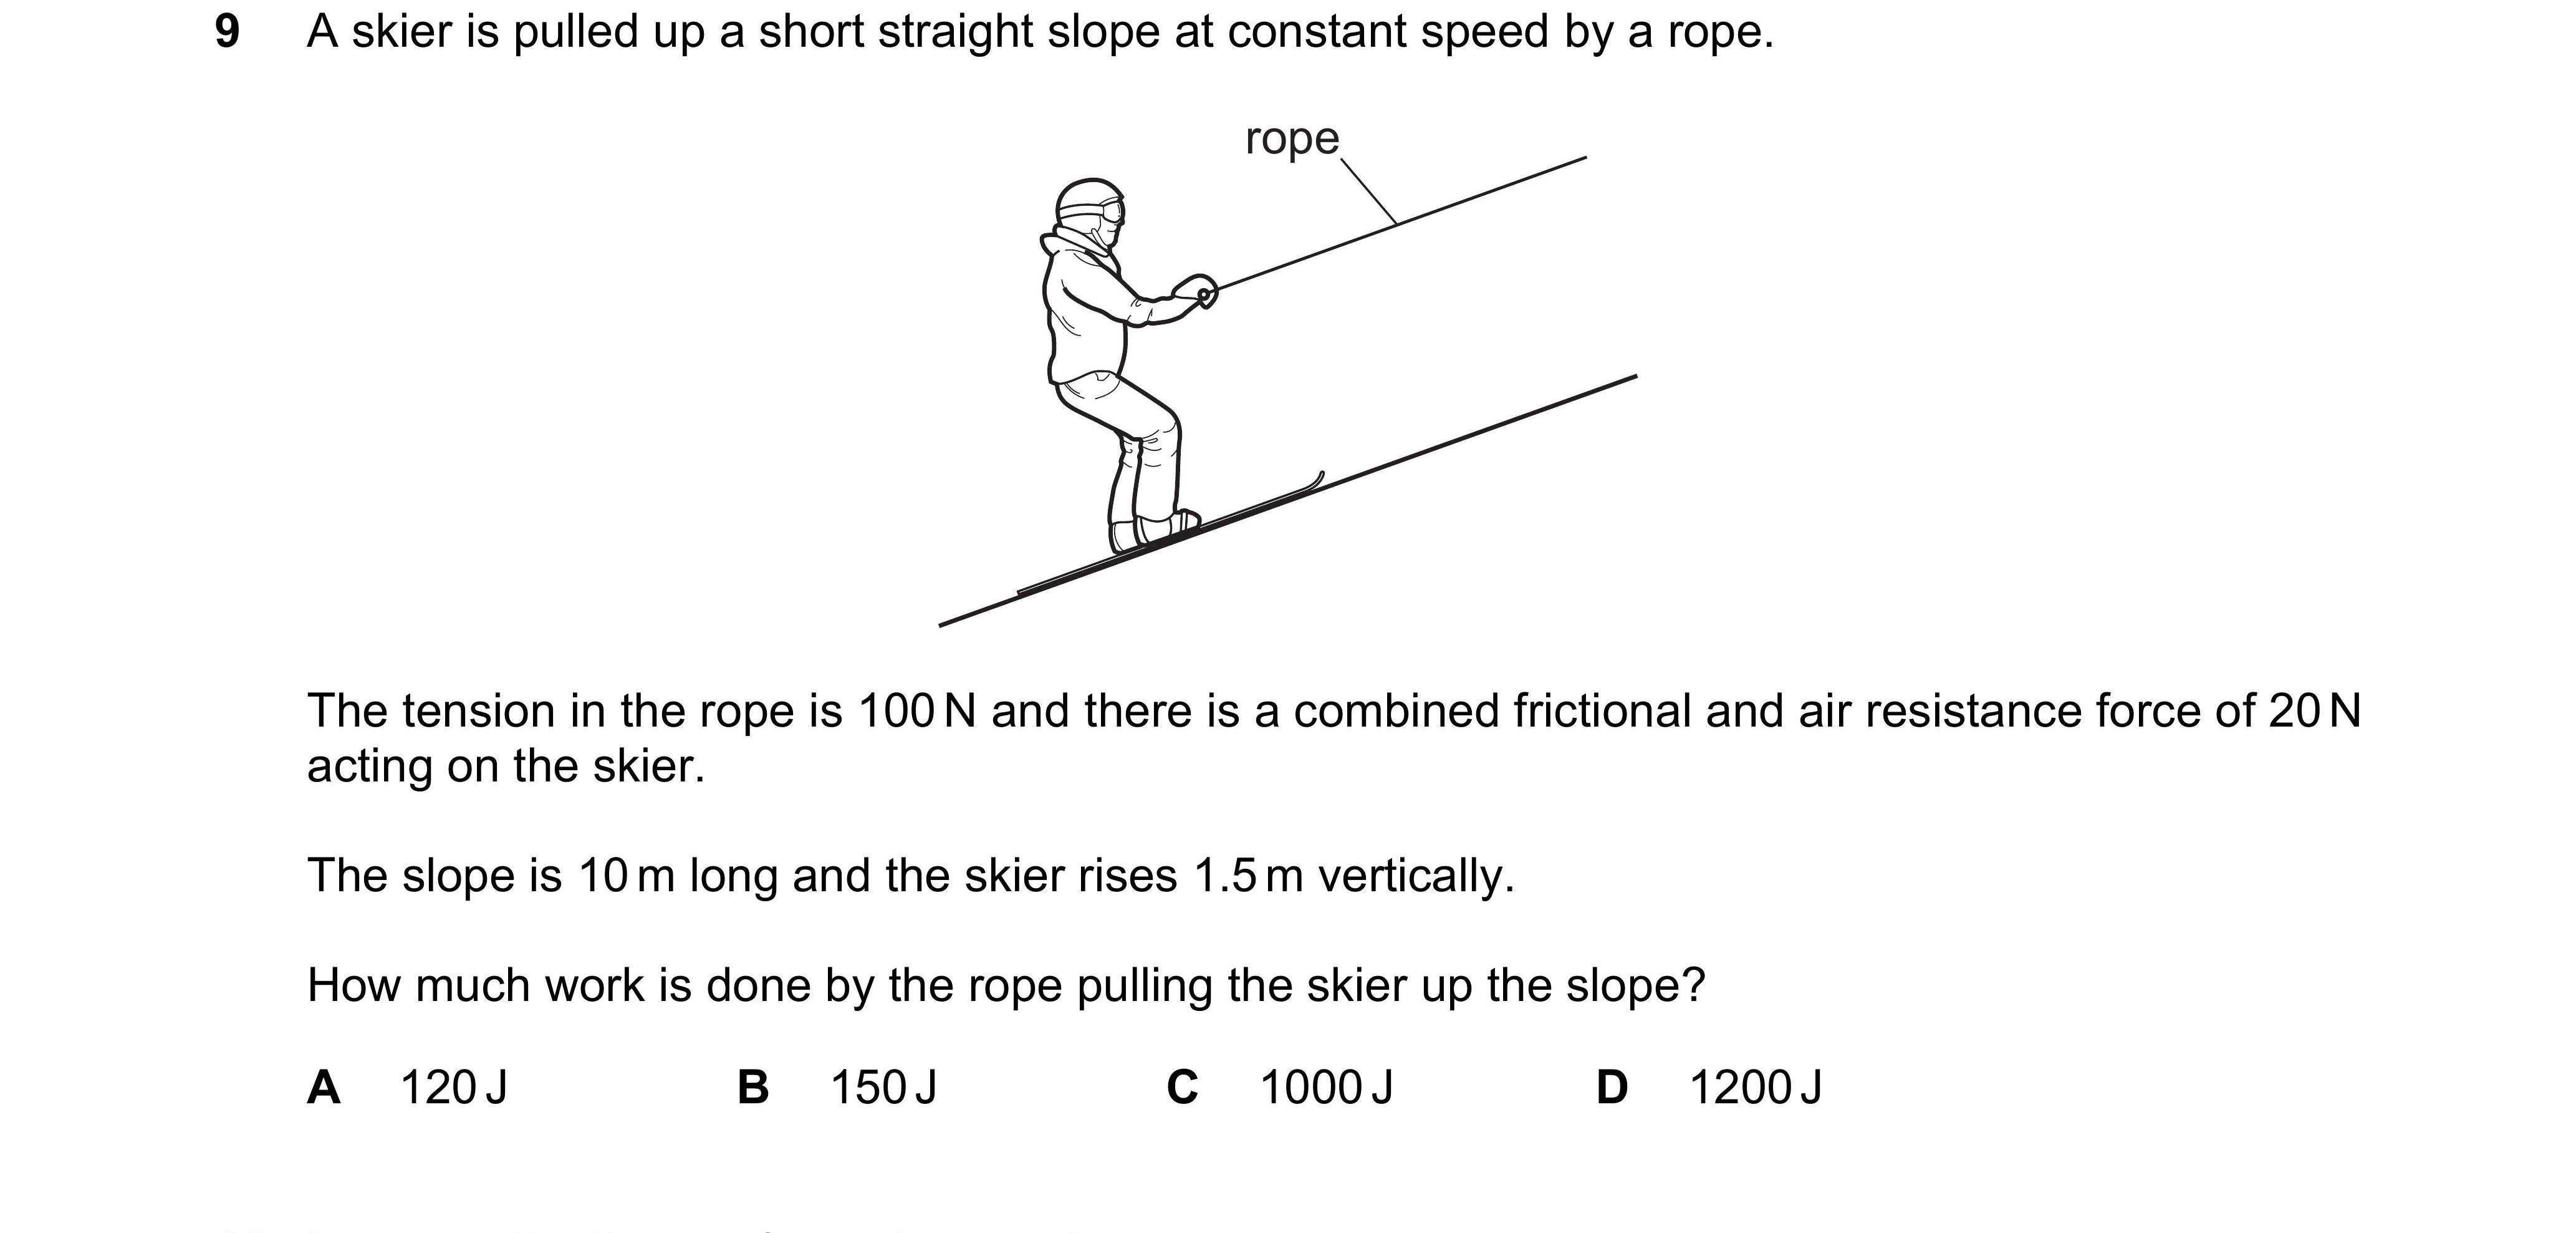 9 A skier is pulled up a short straight slope at constant speed by a rope.
rope
The tension in the rope is 100 N and there is a combined frictional and air resistance force of 20 N
acting on the skier.
The slope is 10 m long and the skier rises 1.5 m vertically.
How much work is done by the rope pulling the skier up the slope?
A 120 J B 150 J C 1000 J D 1200 J